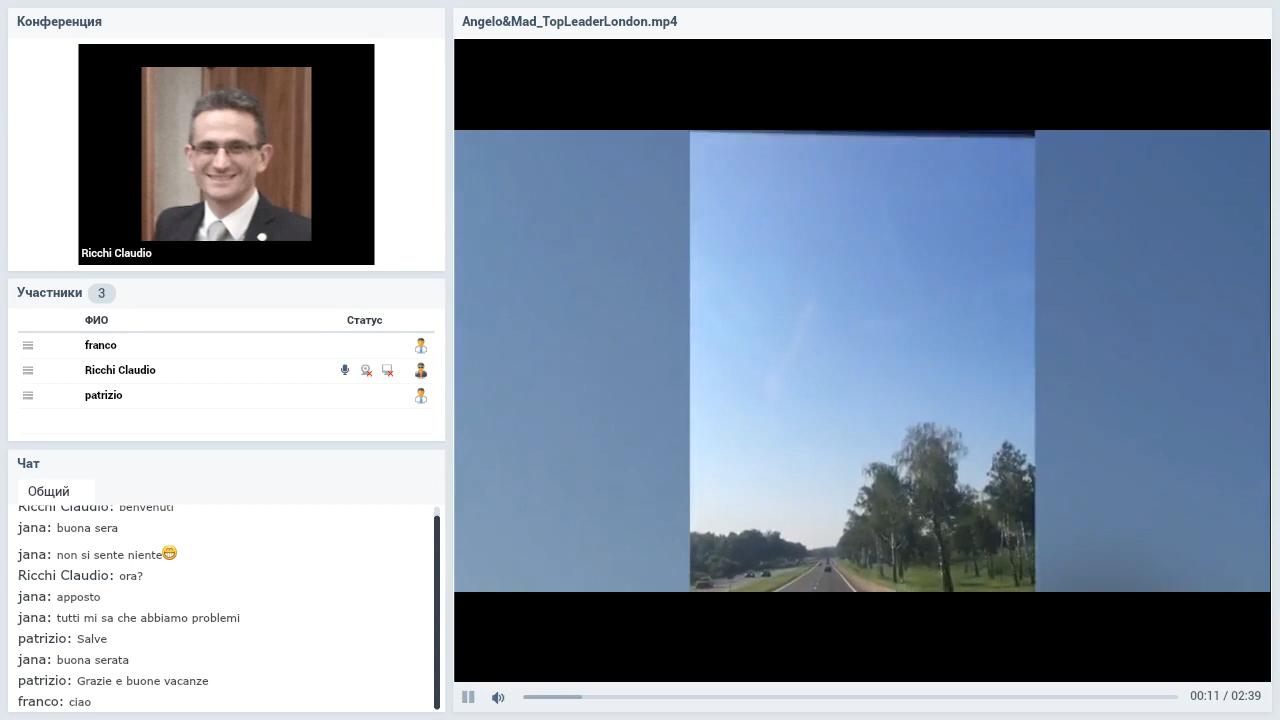 Конференция
Ricchi Claudio
Участники 3
ФИО Статус
franco
Ricchi Claudio
patrizio
Чат
Общий
Ricchi Claudio: benvenuti
jana: buona sera
jana: non si sente niente
Ricchi Claudio: ora?
jana: apposto
jana: tutti mi sa che abbiamo problemi
patrizio: Salve
jana: buona serata
patrizio: Grazie e buone vacanze
franco: ciao
Angelo&Mad_TopLeaderLondon.mp4
00:11 / 02:39